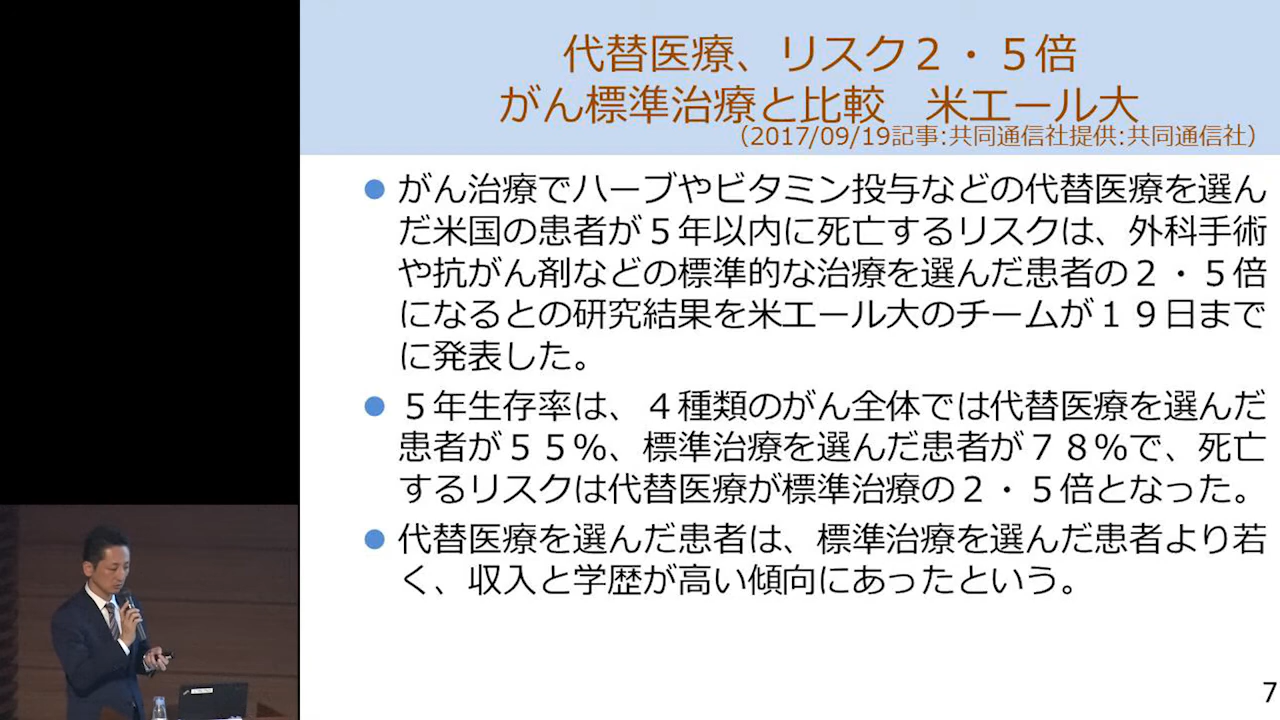 代替医療、リスク２・５倍
がん標準治療と比較　米エール大
（2017/09/19記事:共同通信社提供:共同通信社）
● がん治療でハーブやビタミン投与などの代替医療を選ん
だ米国の患者が５年以内に死亡するリスクは、外科手術
や抗がん剤などの標準的な治療を選んだ患者の２・５倍
になるとの研究結果を米エール大のチームが１９日まで
に発表した。
● ５年生存率は、４種類のがん全体では代替医療を選んだ
患者が５５％、標準治療を選んだ患者が７８％で、死亡
するリスクは代替医療が標準治療の２・５倍となった。
● 代替医療を選んだ患者は、標準治療を選んだ患者より若
く、収入と学歴が高い傾向にあったという。
7